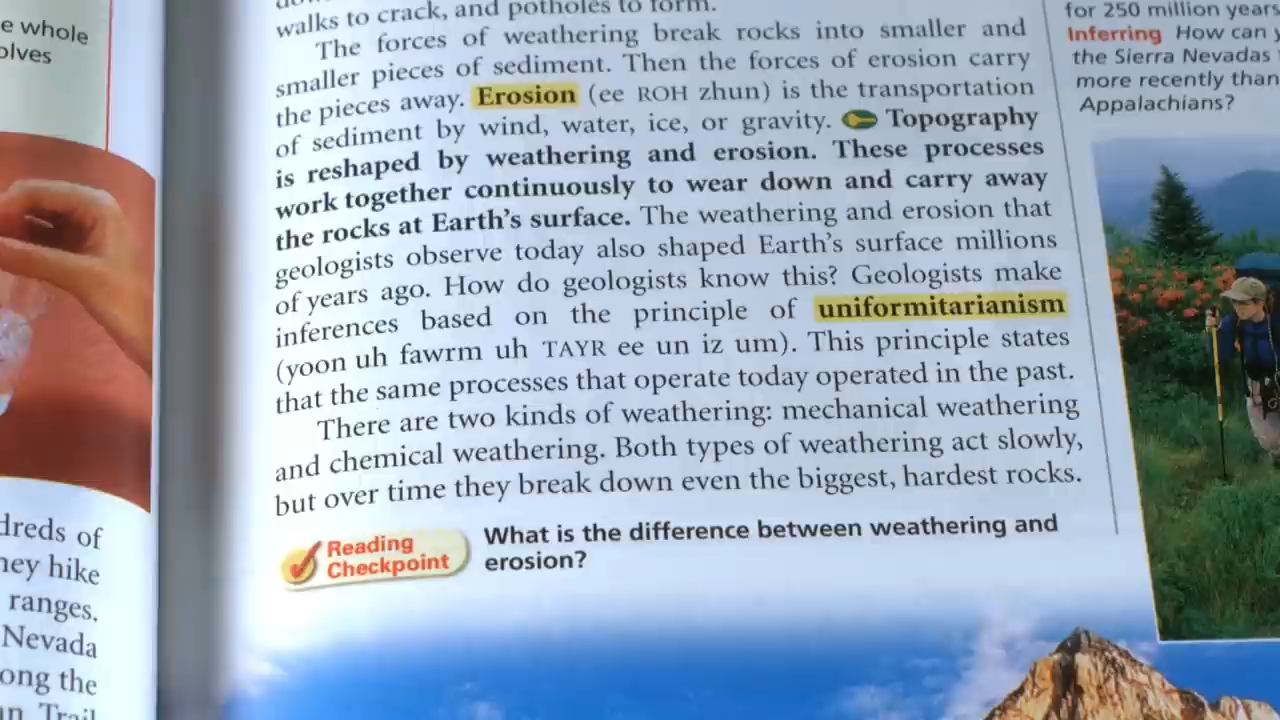 e whole
olves
dreds of
ney hike
ranges.
Nevada
ong the
walks to crack, and potholes to form.
The forces of weathering break rocks into smaller and
smaller pieces of sediment. Then the forces of erosion carry
the pieces away. Erosion (ee ROH zhun) is the transportation
of sediment by wind, water, ice, or gravity. Topography
is reshaped by weathering and erosion. These processes
work together continuously to wear down and carry away
the rocks at Earth's surface. The weathering and erosion that
geologists observe today also shaped Earth's surface millions
of years ago. How do geologists know this? Geologists make
inferences based on the principle of uniformitarianism
(yoon uh fawrm uh TAYR ee un iz um). This principle states
that the same processes that operate today operated in the past.
There are two kinds of weathering: mechanical weathering
and chemical weathering. Both types of weathering act slowly,
but over time they break down even the biggest, hardest rocks.
Reading
Checkpoint
What is the difference between weathering and
erosion?
for 250 million years
Inferring How can y
the Sierra Nevadas
more recently than
Appalachians?